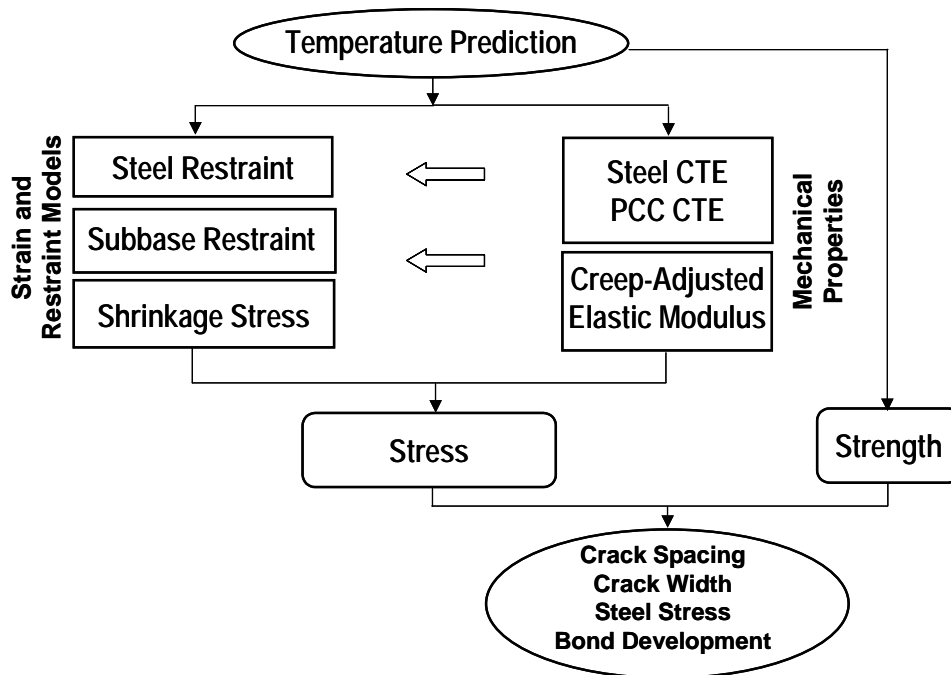 Temperature Prediction
Strain and
Restraint Models
Steel Restraint
Subbase Restraint
Shrinkage Stress
Steel CTE
PCC CTE
Creep-Adjusted
Elastic Modulus
Mechanical
Properties
Stress
Strength
Crack Spacing
Crack Width
Steel Stress
Bond Development